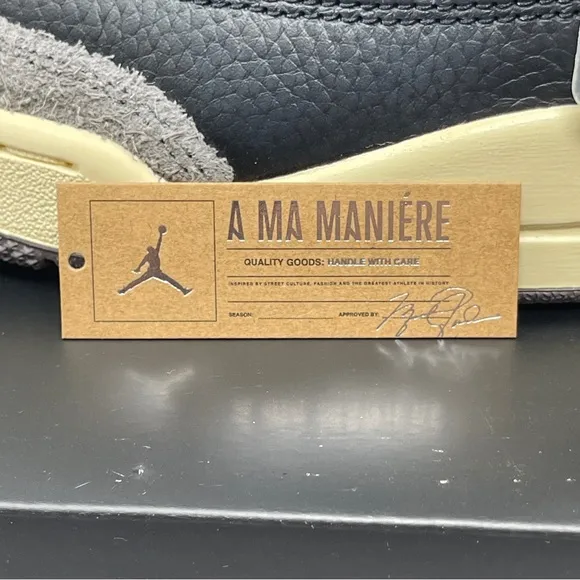 A MA MANIÉRE
QUALITY GOODS: HANDLE WITH CARE
INSPIRED BY STREET CULTURE, FASHION AND THE GREATEST ATHLETE IN HISTORY
SEASON:
APPROVED BY: